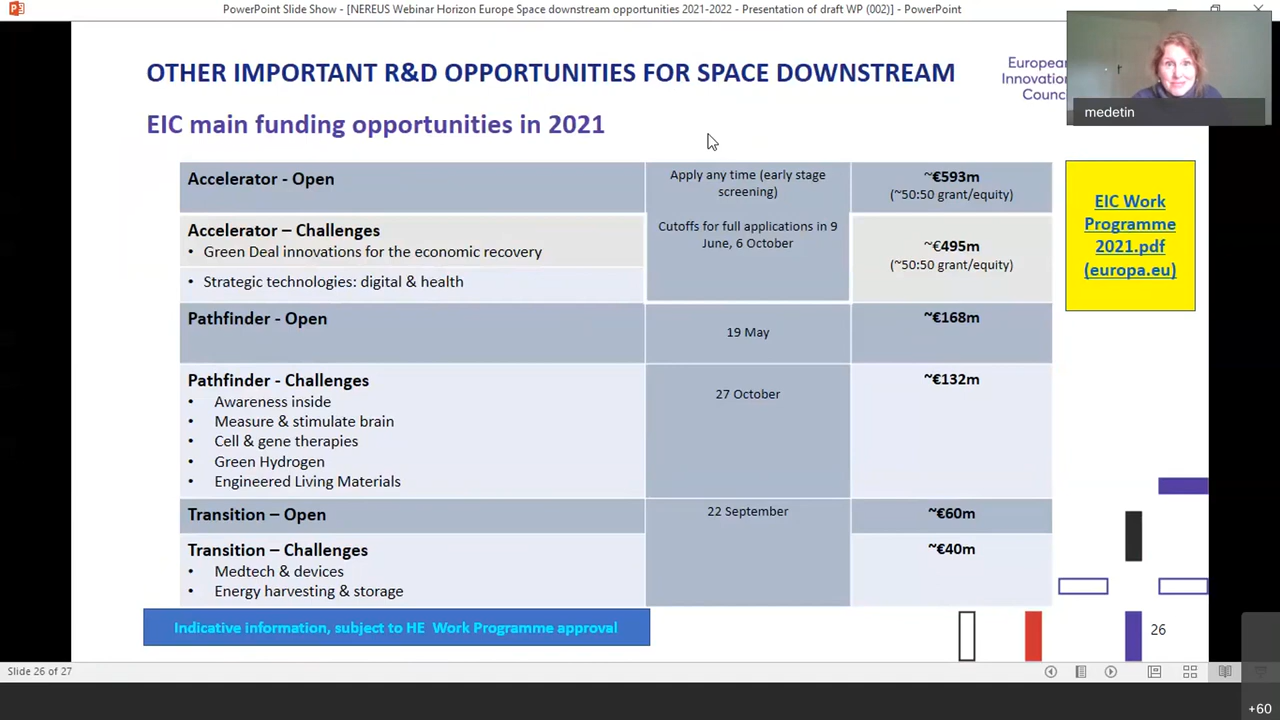 PowerPoint Slide Show - [NEREUS Webinar Horizon Europe Space downstream opportunities 2021-2022 - Presentation of draft WP (002)] - PowerPoint
OTHER IMPORTANT R&D OPPORTUNITIES FOR SPACE DOWNSTREAM
European
Innovation
Counc
medetin
EIC main funding opportunities in 2021
Accelerator - Open
Apply any time (early stage
screening)
~€593m
(~50:50 grant/equity)
Accelerator – Challenges
• Green Deal innovations for the economic recovery
• Strategic technologies: digital & health
Cutoffs for full applications in 9
June, 6 October
~€495m
(~50:50 grant/equity)
EIC Work
Programme
2021.pdf
(europa.eu)
Pathfinder - Open
19 May
~€168m
Pathfinder - Challenges
• Awareness inside
• Measure & stimulate brain
• Cell & gene therapies
• Green Hydrogen
• Engineered Living Materials
27 October
~€132m
Transition – Open
22 September
~€60m
Transition – Challenges
• Medtech & devices
• Energy harvesting & storage
~€40m
Indicative information, subject to HE Work Programme approval
26
Slide 26 of 27
+60